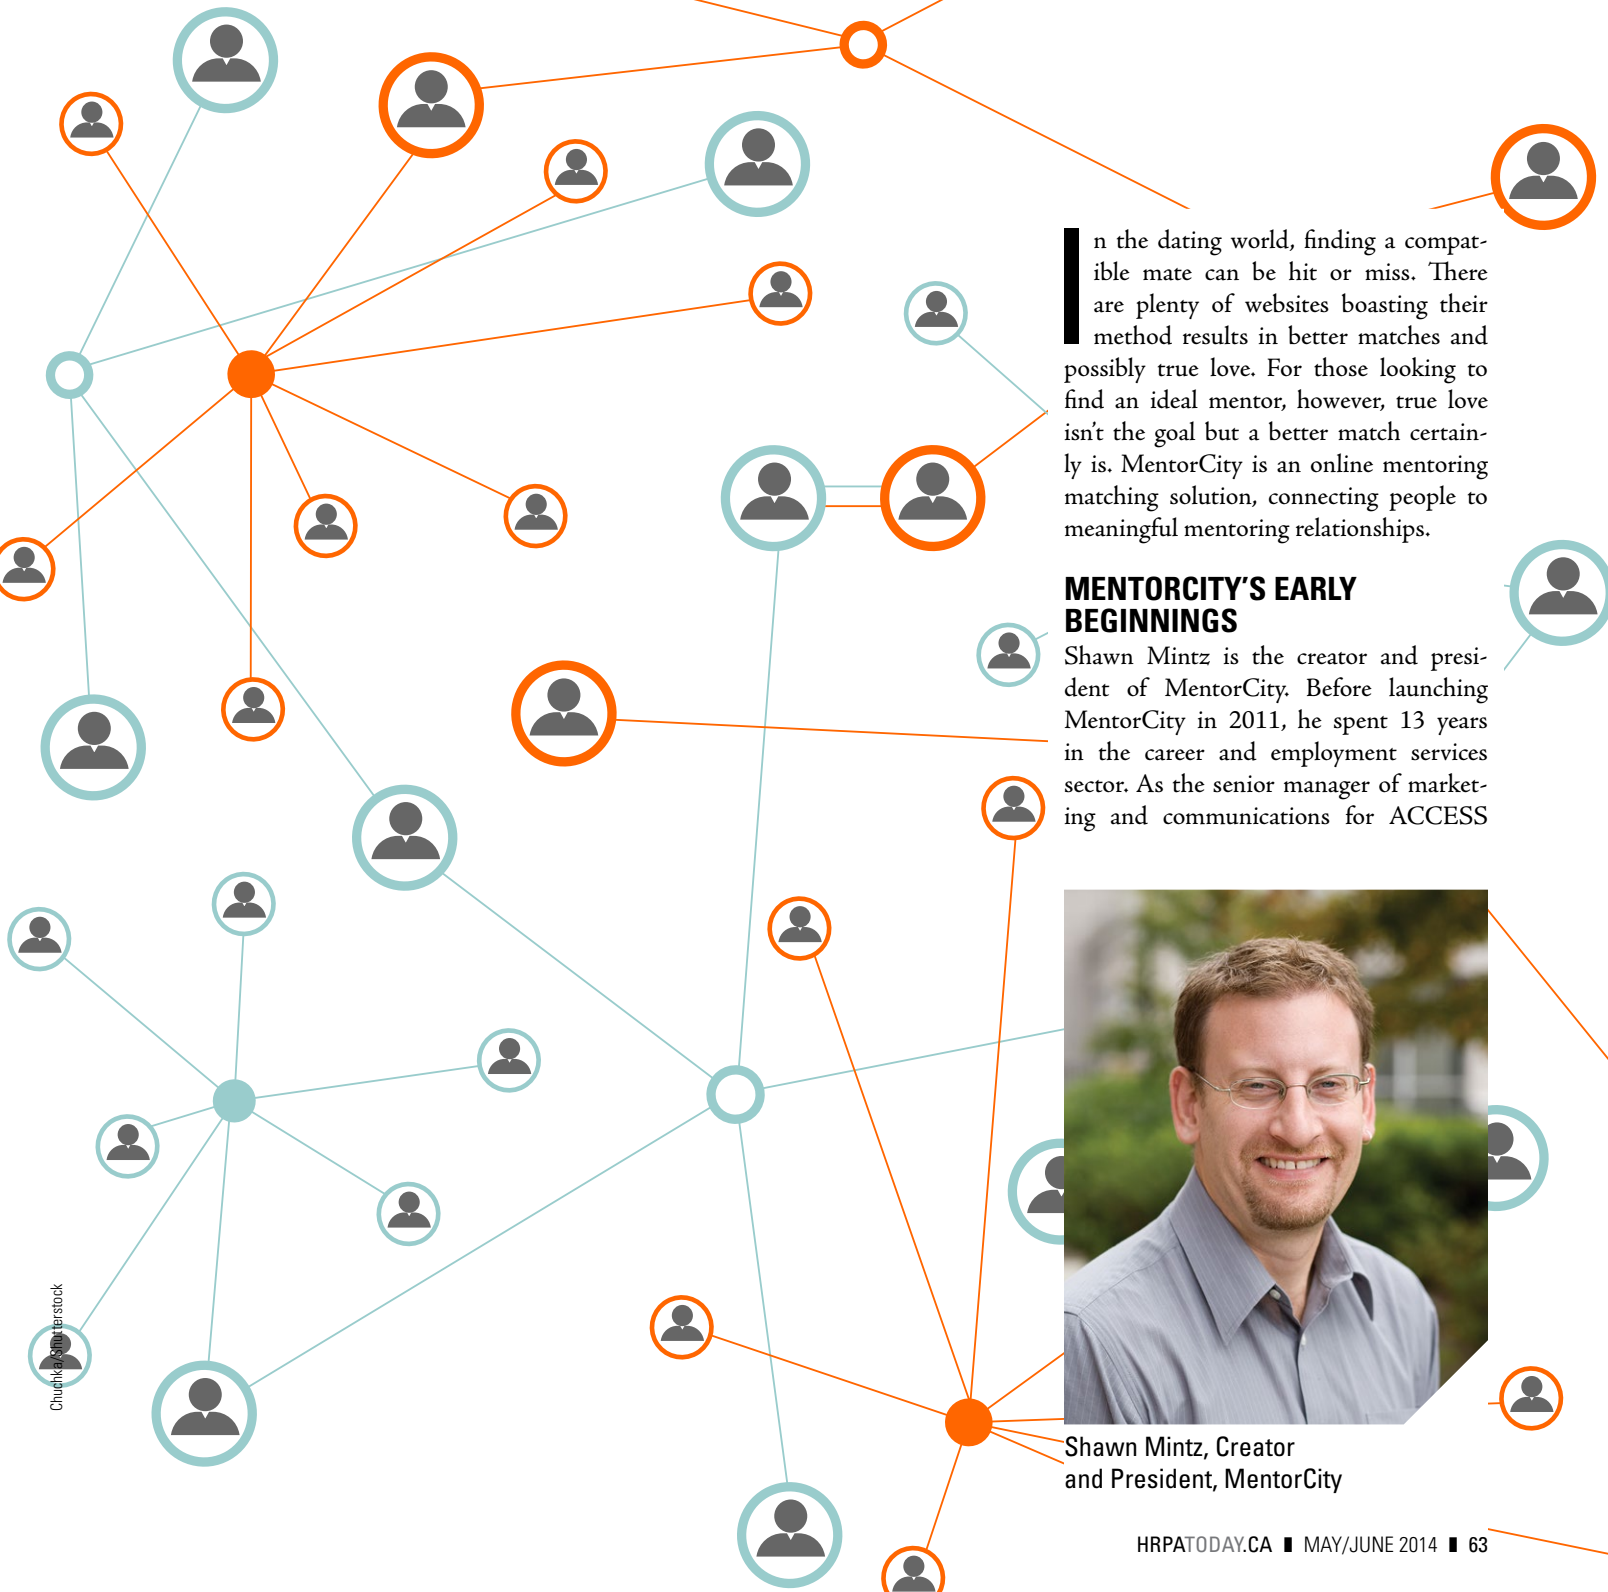 In the dating world, finding a compat-
ible mate can be hit or miss. There
are plenty of websites boasting their
method results in better matches and
possibly true love. For those looking to
find an ideal mentor, however, true love
isn't the goal but a better match certain-
ly is. MentorCity is an online mentoring
matching solution, connecting people to
meaningful mentoring relationships.
MENTORCITY'S EARLY
BEGINNINGS
Shawn Mintz is the creator and presi-
dent of MentorCity. Before launching
MentorCity in 2011, he spent 13 years
in the career and employment services
sector. As the senior manager of market-
ing and communications for ACCESS
Shawn Mintz, Creator
and President, MentorCity
Chuchka/Shutterstock
HRPATODAY.CA ▮ MAY/JUNE 2014 ▮ 63